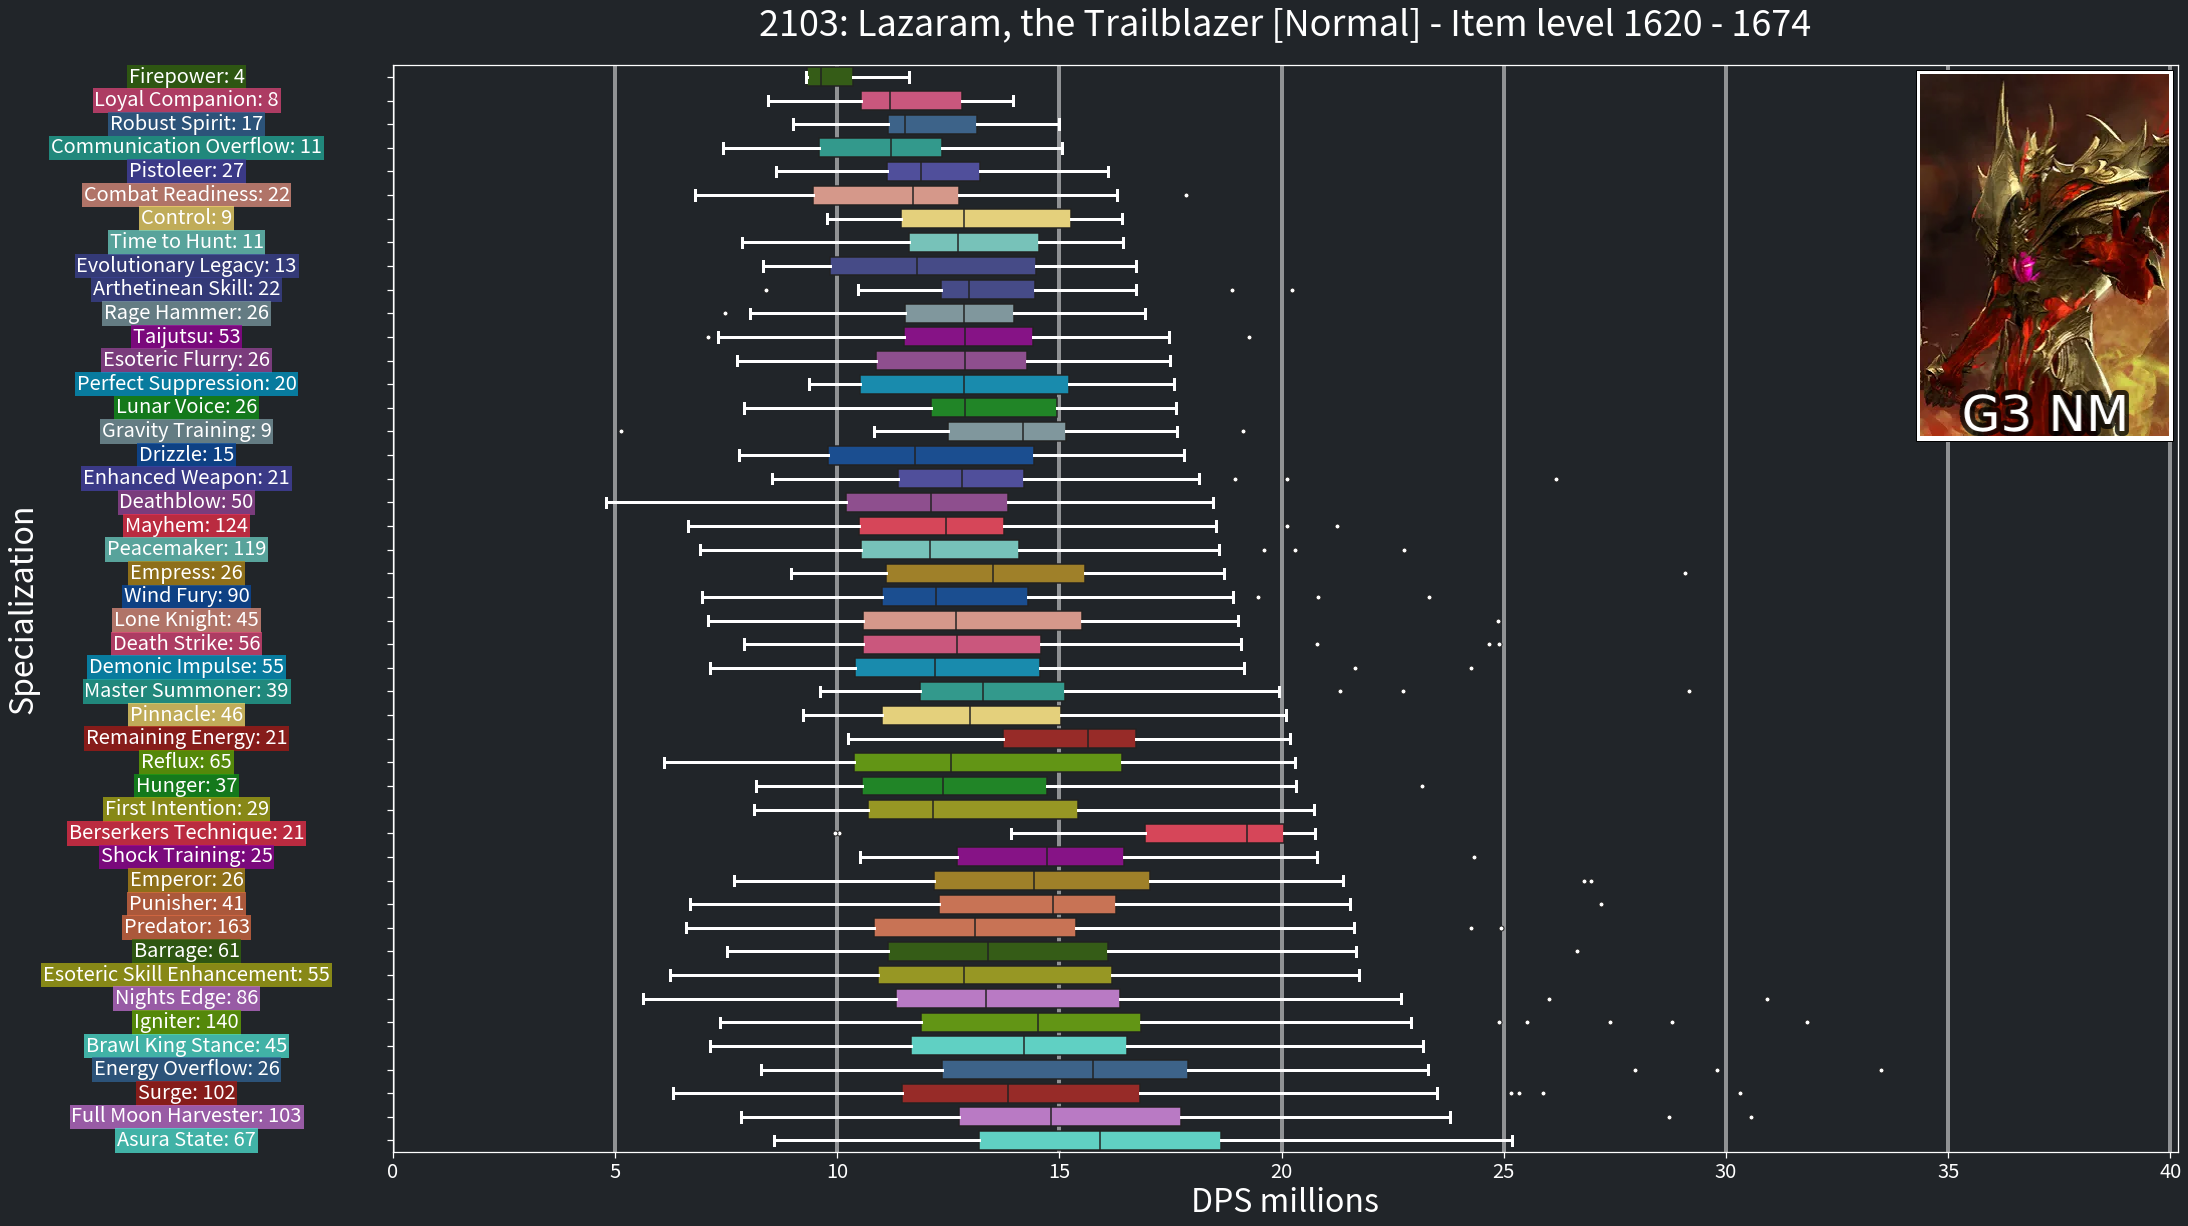 2103: Lazaram, the Trailblazer [Normal] - Item level 1620 - 1674
Firepower: 4
Loyal Companion: 8
Robust Spirit: 17
Communication Overflow: 11
Pistoleer: 27
Combat Readiness: 22
Control: 9
Time to Hunt: 11
Evolutionary Legacy: 13
Arthetinean Skill: 22
Rage Hammer: 26
Taijutsu: 53
Esoteric Flurry: 26
Perfect Suppression: 20
Lunar Voice: 26
Gravity Training: 9
Drizzle: 15
Enhanced Weapon: 21
Deathblow: 50
Mayhem: 124
Peacemaker: 119
Empress: 26
Wind Fury: 90
Lone Knight: 45
Death Strike: 56
Demonic Impulse: 55
Master Summoner: 39
Pinnacle: 46
Remaining Energy: 21
Reflux: 65
Hunger: 37
First Intention: 29
Berserkers Technique: 21
Shock Training: 25
Emperor: 26
Punisher: 41
Predator: 163
Barrage: 61
Esoteric Skill Enhancement: 55
Nights Edge: 86
Igniter: 140
Brawl King Stance: 45
Energy Overflow: 26
Surge: 102
Full Moon Harvester: 103
Asura State: 67
Specialization
G3 NM
0 5 10 15 20 25 30 35 40
DPS millions